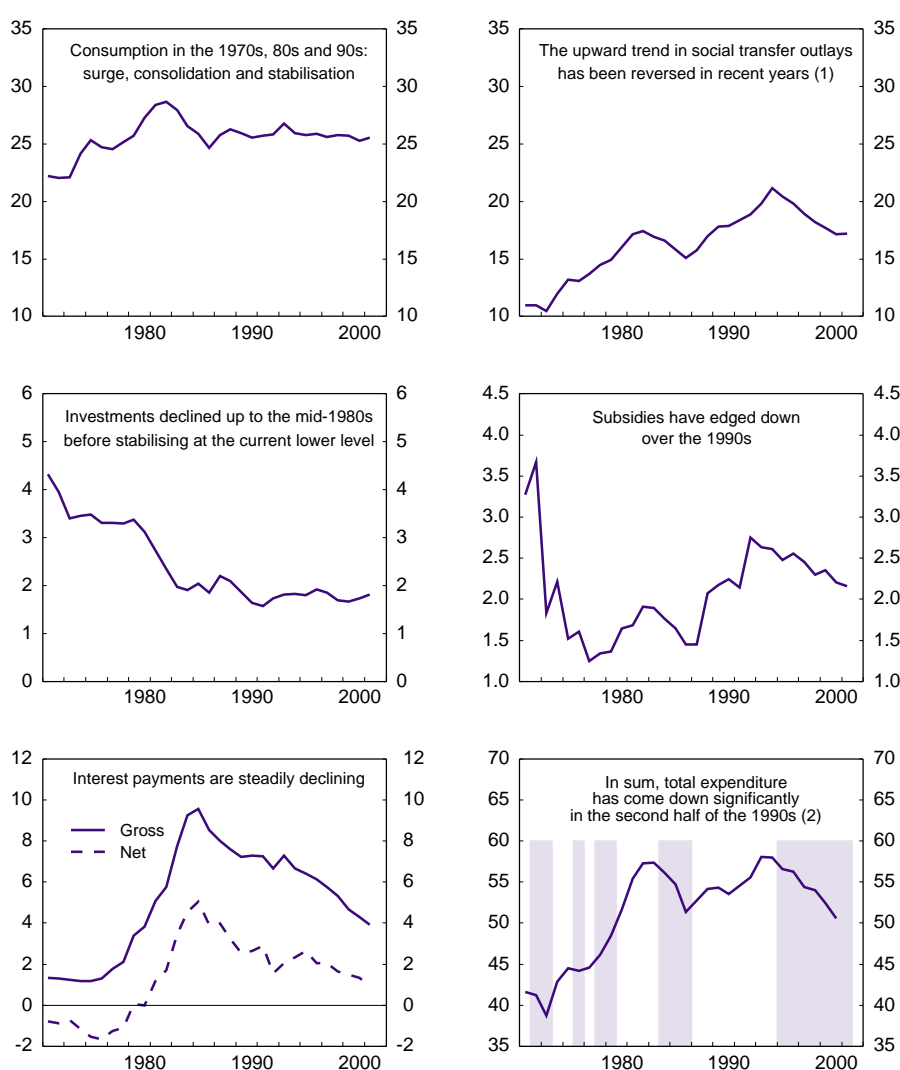 Consumption in the 1970s, 80s and 90s:
surge, consolidation and stabilisation
35 35
30 30
25 25
20 20
15 15
10 10
1980 1990 2000
The upward trend in social transfer outlays
has been reversed in recent years (1)
35 35
30 30
25 25
20 20
15 15
10 10
1980 1990 2000
Investments declined up to the mid-1980s
before stabilising at the current lower level
6 6
5 5
4 4
3 3
2 2
1 1
0 0
1980 1990 2000
Subsidies have edged down
over the 1990s
4.5 4.5
4.0 4.0
3.5 3.5
3.0 3.0
2.5 2.5
2.0 2.0
1.5 1.5
1.0 1.0
1980 1990 2000
Interest payments are steadily declining
Gross
Net
12 12
10 10
8 8
6 6
4 4
2 2
0 0
-2 -2
1980 1990 2000
In sum, total expenditure
has come down significantly
in the second half of the 1990s (2)
70 70
65 65
60 60
55 55
50 50
45 45
40 40
35 35
1980 1990 2000